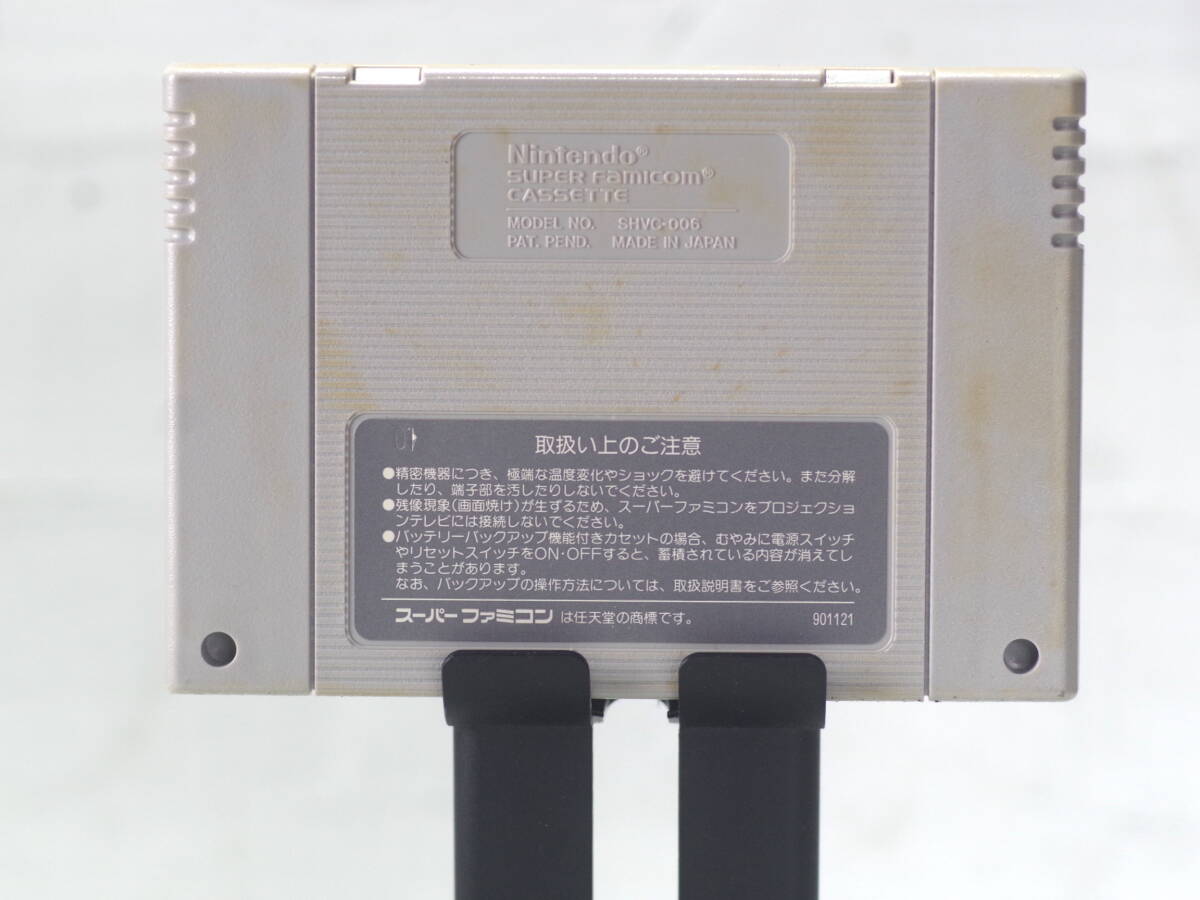 Nintendo®
SUPER FAMICOM®
CASSETTE
MODEL NO. SHVC-006
PAT. PEND. MADE IN JAPAN
取扱い上のご注意
●精密機器につき、極端な温度変化やショックを避けてください。また分解
したり、端子部を汚したりしないでください。
●残像現象(画面焼け)が生ずるため、スーパーファミコンをプロジェクショ
ンテレビには接続しないでください。
●バッテリーバックアップ機能付きカセットの場合、むやみに電源スイッチ
やリセットスイッチをON・OFFすると、蓄積されている内容が消えてし
まうことがあります。
なお、バックアップの操作方法については、取扱説明書をご参照ください。
スーパーファミコン は任天堂の商標です。 901121